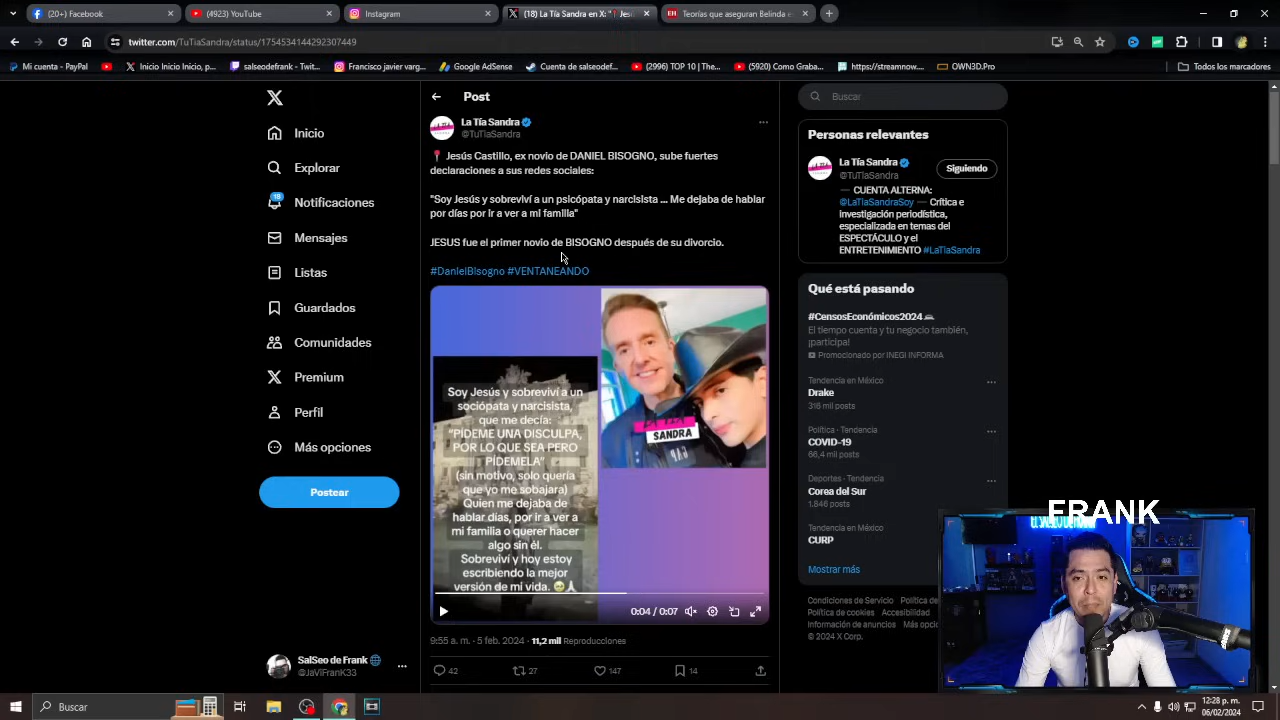 (20+) Facebook
(4923) YouTube
Instagram
(18) La Tía Sandra en X: "📍 Jesú
Teorías que aseguran Belinda e
twitter.com/TuTiaSandra/status/1754534144292307449
Mi cuenta - PayPal
Inicio Inicio Inicio, p...
salseodefrank - Twit...
Francisco javier varg...
Google AdSense
Cuenta de salseodef...
(2996) TOP 10 | The...
(5920) Como Graba...
https://streamnow...
OWN3D.Pro
Todos los marcadores
Inicio
Explorar
18
Notificaciones
Mensajes
Listas
Guardados
Comunidades
Premium
Perfil
Más opciones
Postear
SalSeo de Frank
@JaViFranK33
Post
La Tía Sandra
@TuTiaSandra
📍 Jesús Castillo, ex novio de DANIEL BISOGNO, sube fuertes
declaraciones a sus redes sociales:
"Soy Jesús y sobreviví a un psicópata y narcisista ... Me dejaba de hablar
por días por ir a ver a mi familia"
JESUS fue el primer novio de BISOGNO después de su divorcio.
#DanielBisogno #VENTANEANDO
Soy Jesús y sobreviví a un
sociópata y narcisista,
que me decía:
"PÍDEME UNA DISCULPA,
POR LO QUE SEA PERO
PÍDEMELA"
(sin motivo, solo quería
que yo me sobajara)
Quien me dejaba de
hablar días, por ir a ver a
mi familia o querer hacer
algo sin él.
Sobreviví y hoy estoy
escribiendo la mejor
versión de mi vida. 🥹🙏
LA TÍA
SANDRA
0:04 / 0:07
9:55 a. m. · 5 feb. 2024 · 11,2 mil Reproducciones
42
27
147
14
Buscar
Personas relevantes
La Tía Sandra
@TuTiaSandra
Siguiendo
— CUENTA ALTERNA:
@LaTiaSandraSoy — Crítica e
investigación periodística,
especializada en temas del
ESPECTÁCULO y el
ENTRETENIMIENTO #LaTiaSandra
Qué está pasando
#CensosEconómicos2024
El tiempo cuenta y tu negocio también,
¡participa!
Promocionado por INEGI INFORMA
Tendencia en México
Drake
316 mil posts
Política · Tendencia
COVID-19
66,4 mil posts
Deportes · Tendencia
Corea del Sur
1.846 posts
Tendencia en México
CURP
Mostrar más
Condiciones de Servicio Política de
Política de cookies Accesibilidad
Información de anuncios Más opcio
© 2024 X Corp.
FRANK
Buscar
12:28 p. m.
06/02/2024